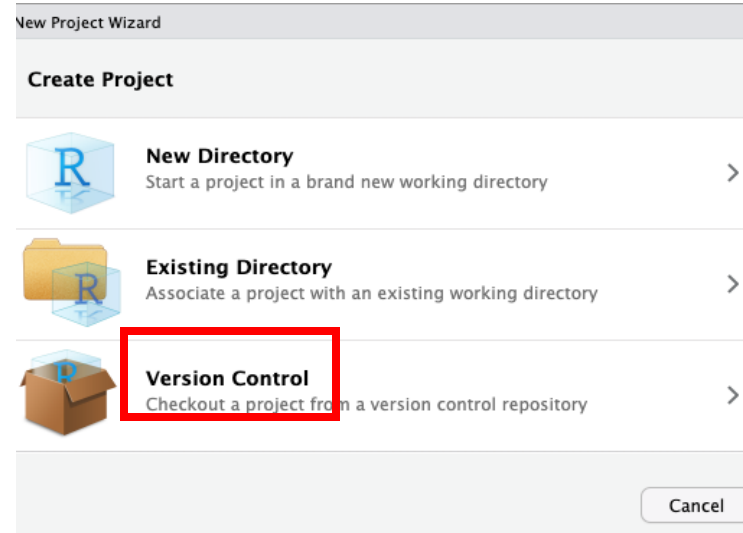 New Project Wizard
Create Project
New Directory
Start a project in a brand new working directory
Existing Directory
Associate a project with an existing working directory
Version Control
Checkout a project from a version control repository
Cancel